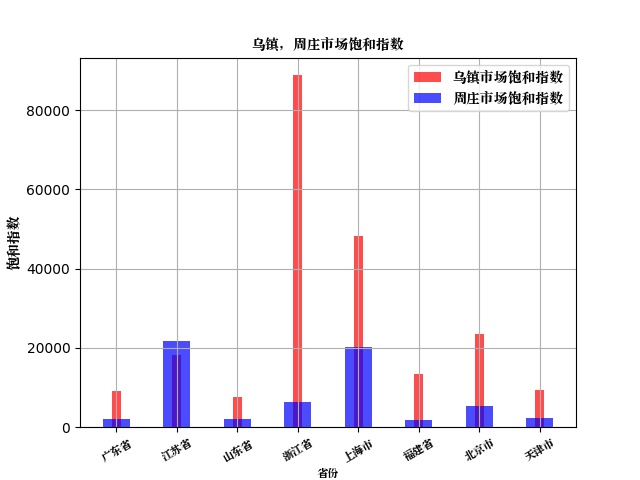 乌镇，周庄市场饱和指数
乌镇市场饱和指数
周庄市场饱和指数
饱和指数
80000
60000
40000
20000
0
广东省 江苏省 山东省 浙江省 上海市 福建省 北京市 天津市
省份